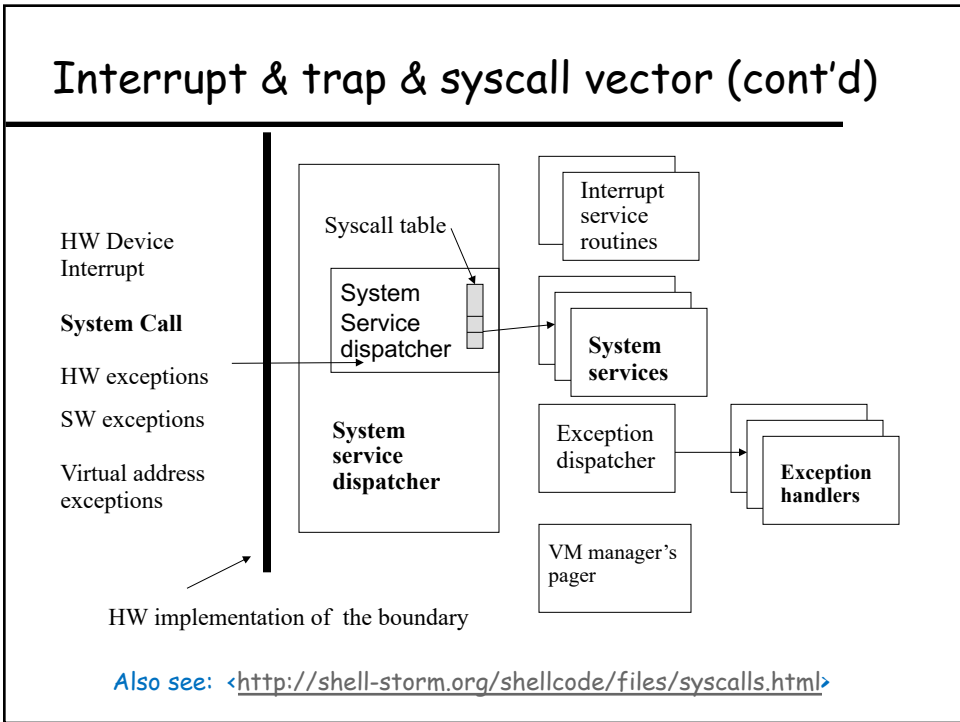 Interrupt & trap & syscall vector (cont'd)
HW Device
Interrupt
System Call
HW exceptions
SW exceptions
Virtual address
exceptions
HW implementation of the boundary
Syscall table
System
Service
dispatcher
System
service
dispatcher
Interrupt
service
routines
System
services
Exception
dispatcher
Exception
handlers
VM manager’s
pager
Also see: <http://shell-storm.org/shellcode/files/syscalls.html>